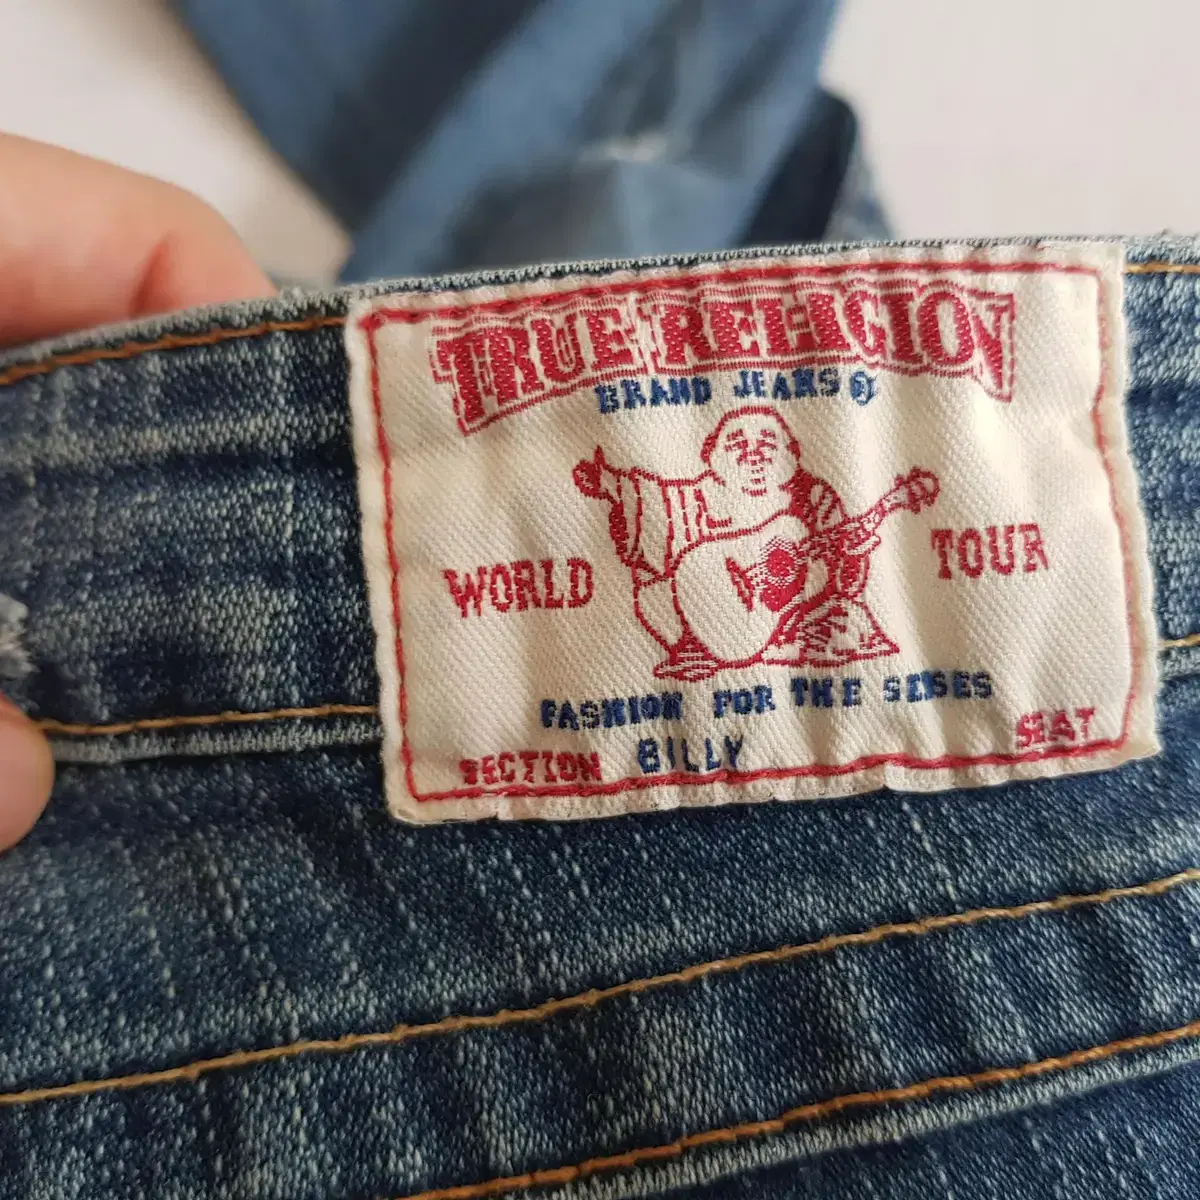 TRUE RELIGION
BRAND JEANS®
WORLD TOUR
FASHION FOR THE SENSES
SECTION BILLY SEAT